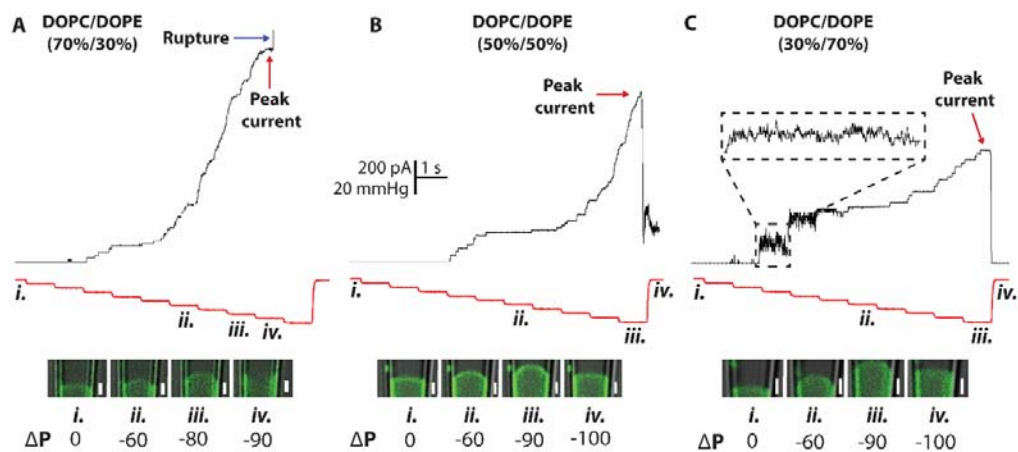 A
DOPC/DOPE
(70%/30%)
Rupture
Peak
current
i.
ii.
iii.
iv.
i.
ii.
iii.
iv.
ΔP
0
-60
-80
-90
B
DOPC/DOPE
(50%/50%)
Peak
current
200 pA
1 s
20 mmHg
i.
ii.
iii.
iv.
i.
ii.
iii.
iv.
ΔP
0
-60
-90
-100
C
DOPC/DOPE
(30%/70%)
Peak
current
i.
ii.
iii.
iv.
i.
ii.
iii.
iv.
ΔP
0
-60
-90
-100